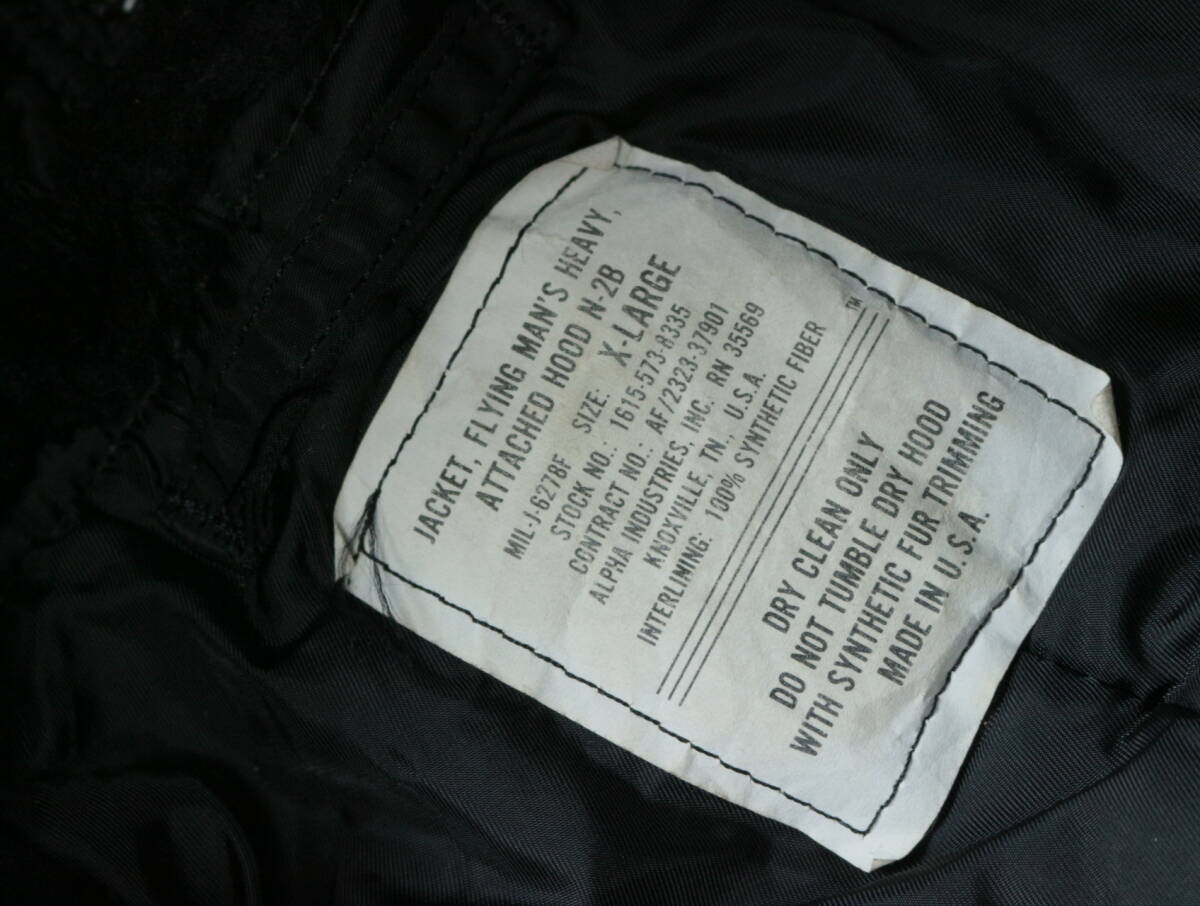 JACKET, FLYING MAN'S HEAVY,
ATTACHED HOOD N-2B
MIL-J-6278F SIZE: X-LARGE
STOCK NO.: 1615-573-8335
CONTRACT NO.: AF/2323-37901
ALPHA INDUSTRIES, INC. RN 35569
KNOXVILLE, TN., U.S.A.
INTERLINING: 100% SYNTHETIC FIBER
TM
DRY CLEAN ONLY
DO NOT TUMBLE DRY HOOD
WITH SYNTHETIC FUR TRIMMING
MADE IN U.S.A.